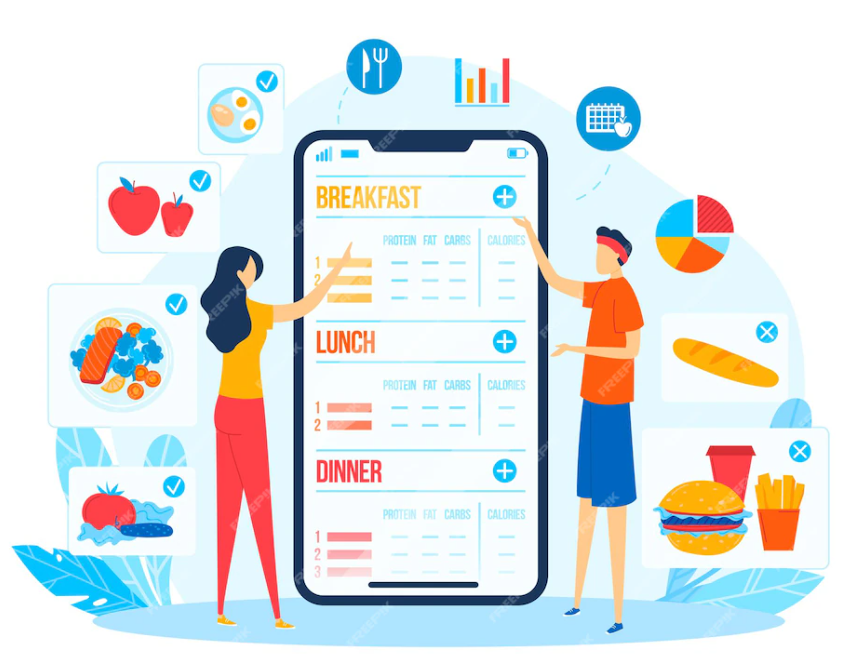 BREAKFAST
PROTEIN FAT CARBS CALORIES
1
2
LUNCH
PROTEIN FAT CARBS CALORIES
1
2
DINNER
PROTEIN FAT CARBS CALORIES
1
2
3
FREEPIK